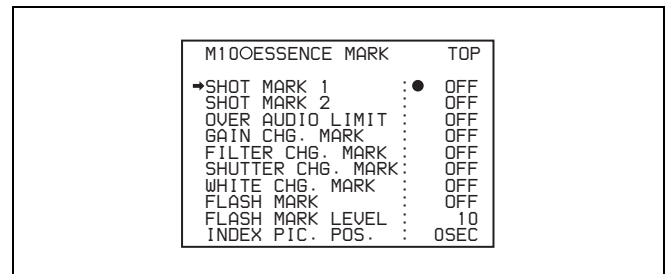 M10○ESSENCE MARK TOP
➡SHOT MARK 1 :● OFF
SHOT MARK 2 : OFF
OVER AUDIO LIMIT : OFF
GAIN CHG. MARK : OFF
FILTER CHG. MARK : OFF
SHUTTER CHG. MARK: OFF
WHITE CHG. MARK : OFF
FLASH MARK : OFF
FLASH MARK LEVEL : 10
INDEX PIC. POS. : 0SEC